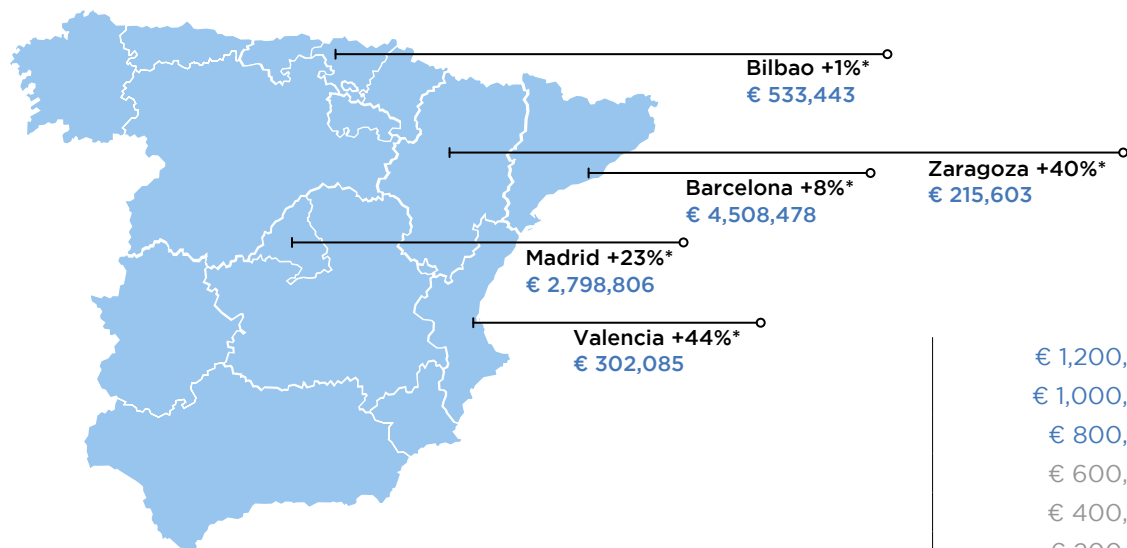 Bilbao +1%*
€ 533,443
Zaragoza +40%*
€ 215,603
Barcelona +8%*
€ 4,508,478
Madrid +23%*
€ 2,798,806
Valencia +44%*
€ 302,085
€ 1,200,
€ 1,000,
€ 800,
€ 600,
€ 400,